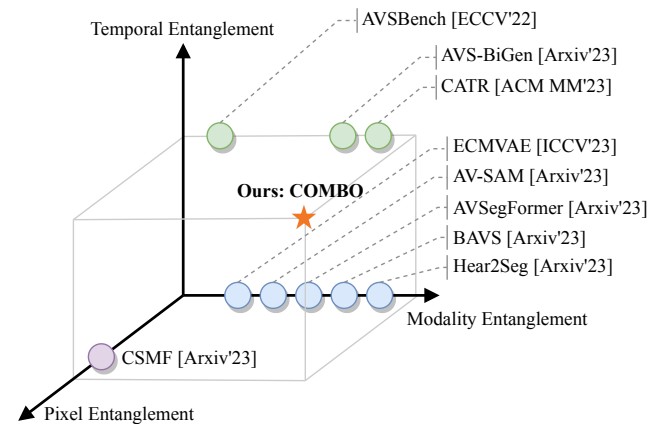 AVSBench [ECCV'22]
Temporal Entanglement
AVS-BiGen [Arxiv'23]
CATR [ACM MM'23]
ECMVAE [ICCV'23]
AV-SAM [Arxiv'23]
Ours: COMBO
AVSegFormer [Arxiv'23]
BAVS [Arxiv'23]
Hear2Seg [Arxiv'23]
Modality Entanglement
CSMF [Arxiv'23]
Pixel Entanglement